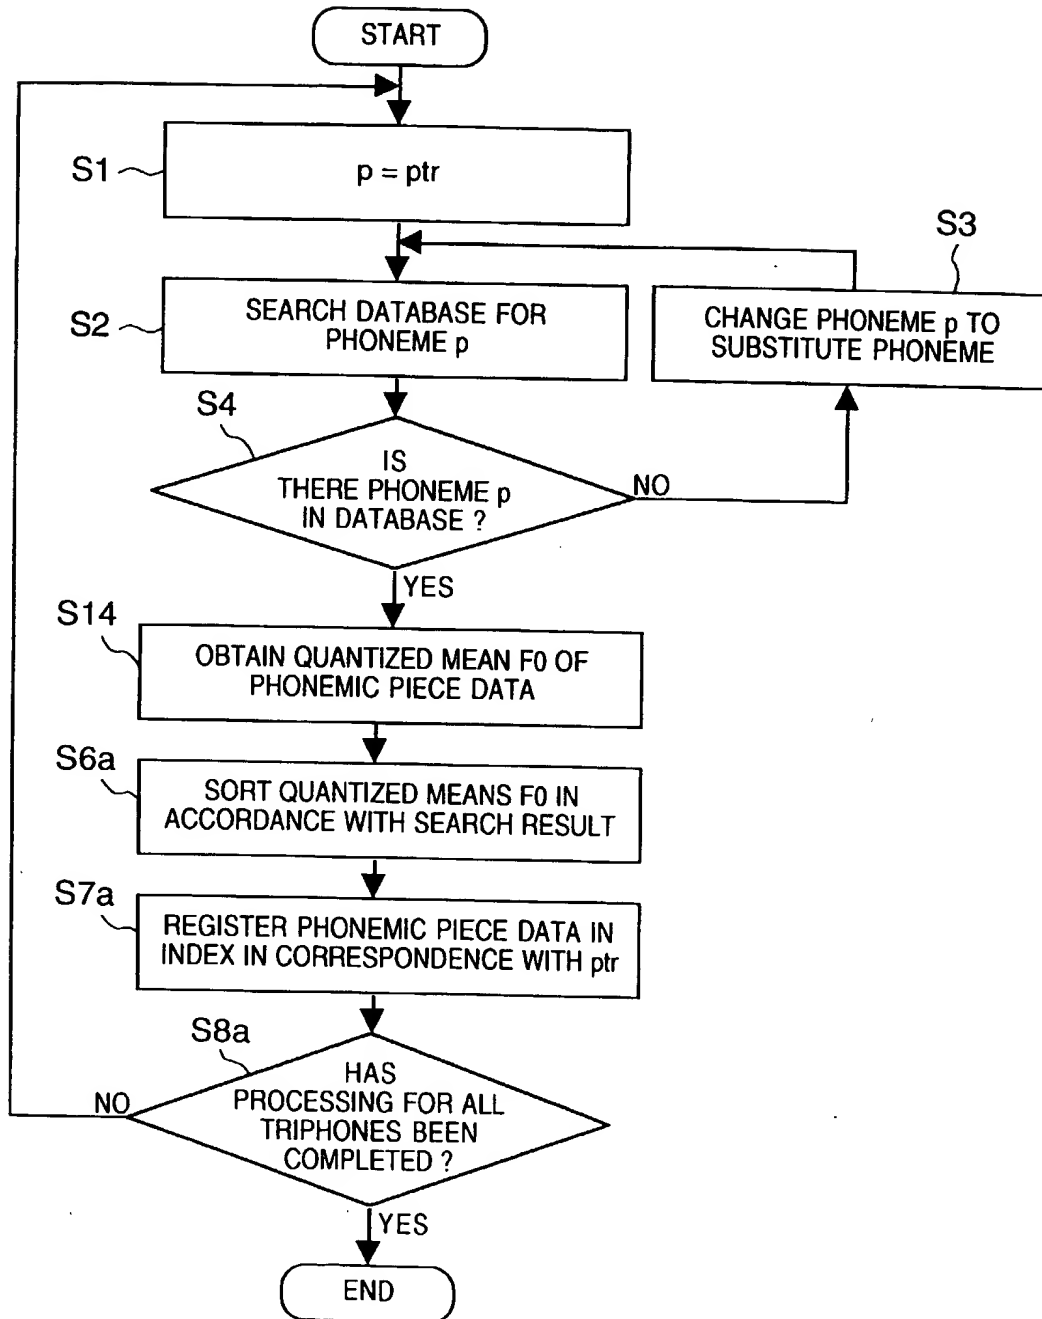 START
S1
p = ptr
S3
S2
SEARCH DATABASE FOR
PHONEME p
CHANGE PHONEME p TO
SUBSTITUTE PHONEME
S4
IS
THERE PHONEME p
IN DATABASE ?
NO
YES
S14
OBTAIN QUANTIZED MEAN F0 OF
PHONEMIC PIECE DATA
S6a
SORT QUANTIZED MEANS F0 IN
ACCORDANCE WITH SEARCH RESULT
S7a
REGISTER PHONEMIC PIECE DATA IN
INDEX IN CORRESPONDENCE WITH ptr
S8a
HAS
PROCESSING FOR ALL
TRIPHONES BEEN
COMPLETED ?
NO
YES
END